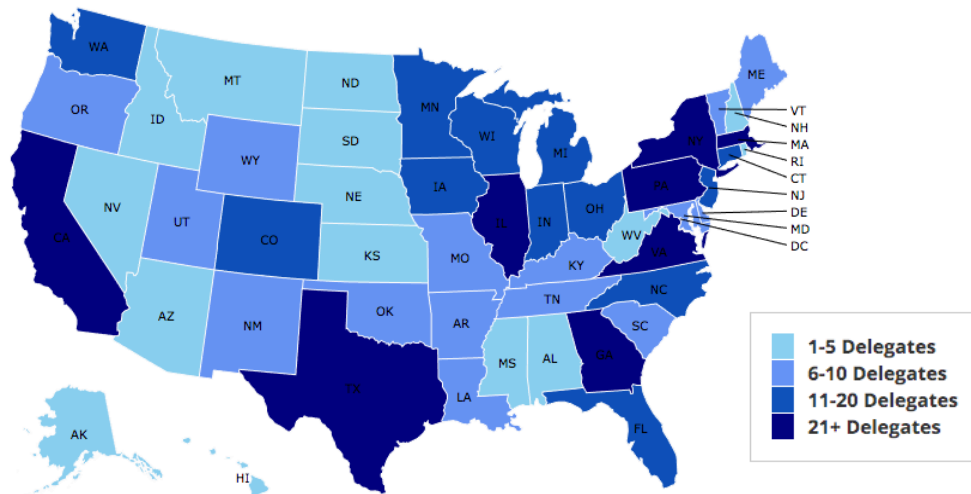 WA
ME
MT
ND
VT
MN
OR
NH
ID
WI
SD
NY
MA
MI
WY
RI
CT
IA
PA
NE
NJ
NV
OH
DE
IL
IN
UT
MD
CO
WV
CA
DC
VA
KS
MO
KY
NC
TN
OK
AZ
NM
AR
SC
MS
AL
GA
1-5 Delegates
6-10 Delegates
TX
LA
11-20 Delegates
21+ Delegates
FL
AK
HI